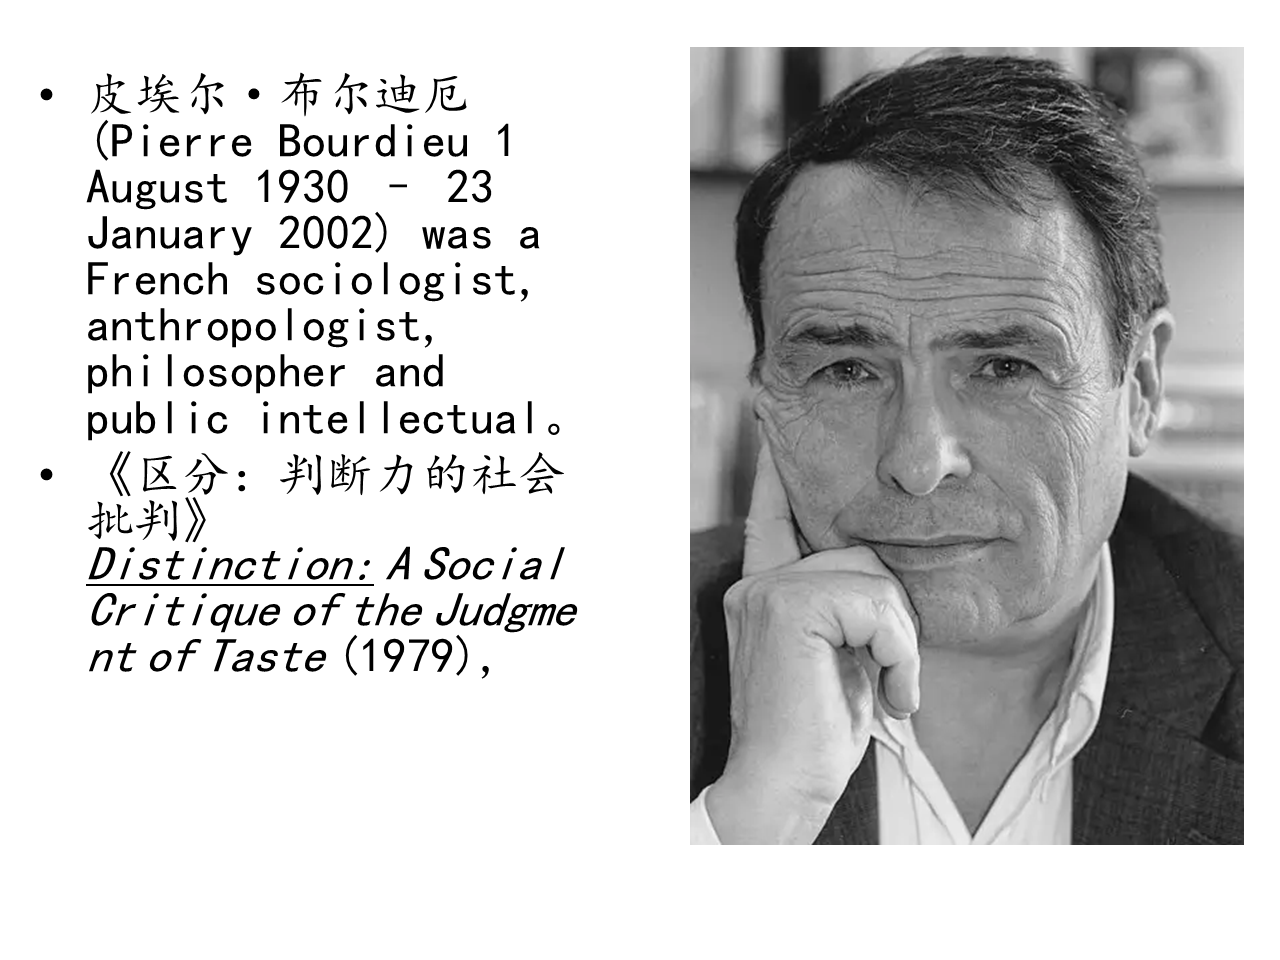 • 皮埃尔•布尔迪厄
(Pierre Bourdieu 1
August 1930 – 23
January 2002) was a
French sociologist,
anthropologist,
philosopher and
public intellectual。
• 《区分：判断力的社会
批判》
Distinction: A Social
Critique of the Judgme
nt of Taste (1979),